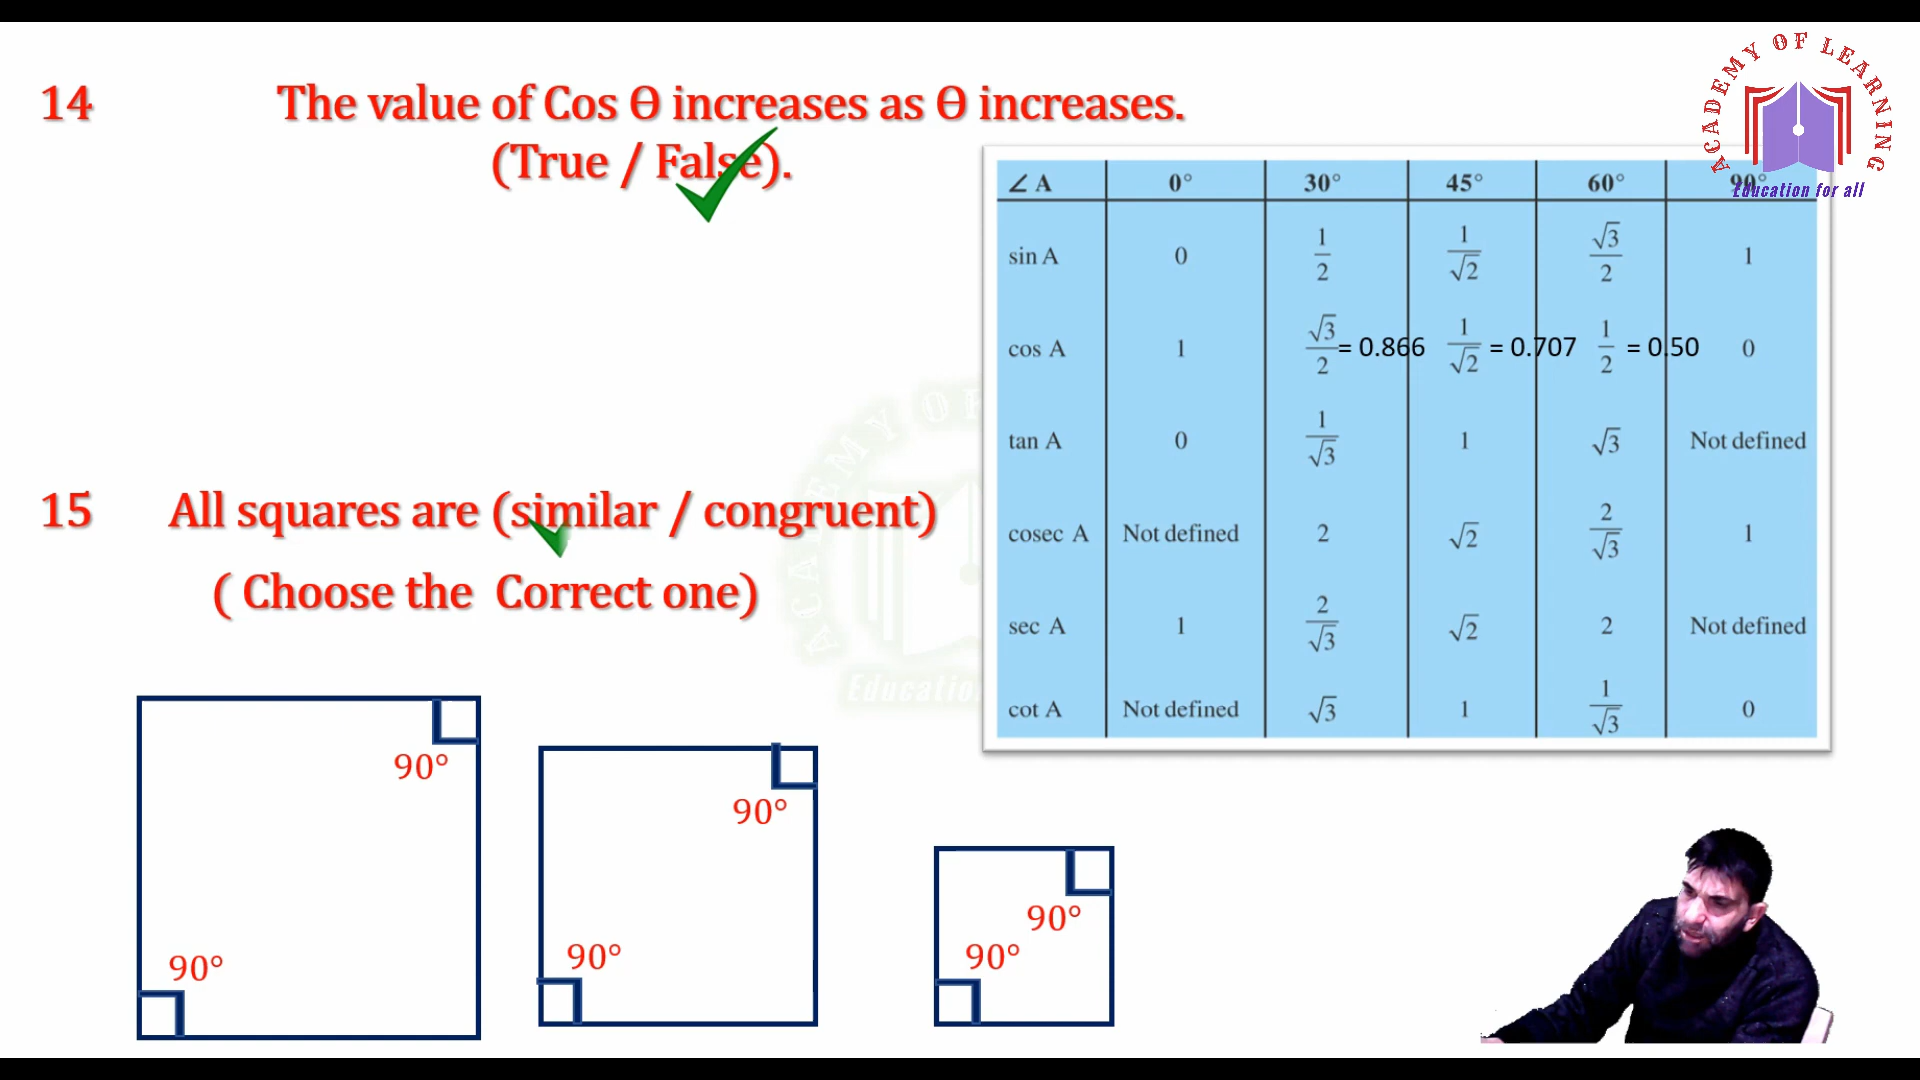 ACADEMY OF LEARNING
Education for all
14 The value of Cos Ө increases as Ө increases.
(True / False).
∠ A 0° 30° 45° 60° 90°
sin A 0 1/2 1/√2 √3/2 1
cos A 1 √3/2 = 0.866 1/√2 = 0.707 1/2 = 0.50 0
tan A 0 1/√3 1 √3 Not defined
cosec A Not defined 2 √2 2/√3 1
sec A 1 2/√3 √2 2 Not defined
cot A Not defined √3 1 1/√3 0
15 All squares are (similar / congruent)
( Choose the Correct one)
90°
90°
90°
90°
90°
90°
ACADEMY OF
Educatio